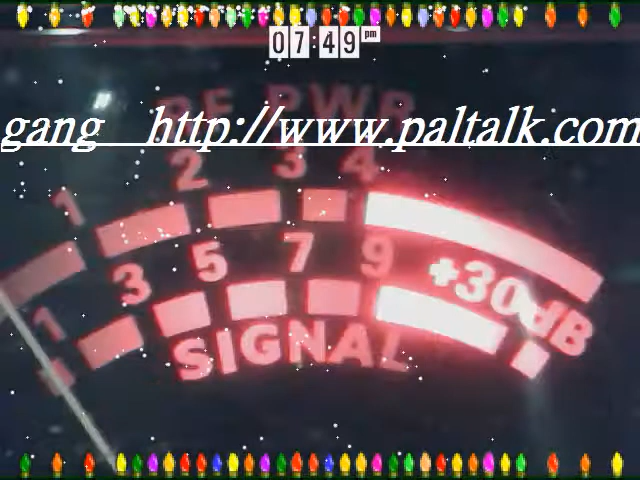 07:49 pm
RF PWR
gang http://www.paltalk.com
1 2 3 4
1 3 5 7 9 +30dB
SIGNAL